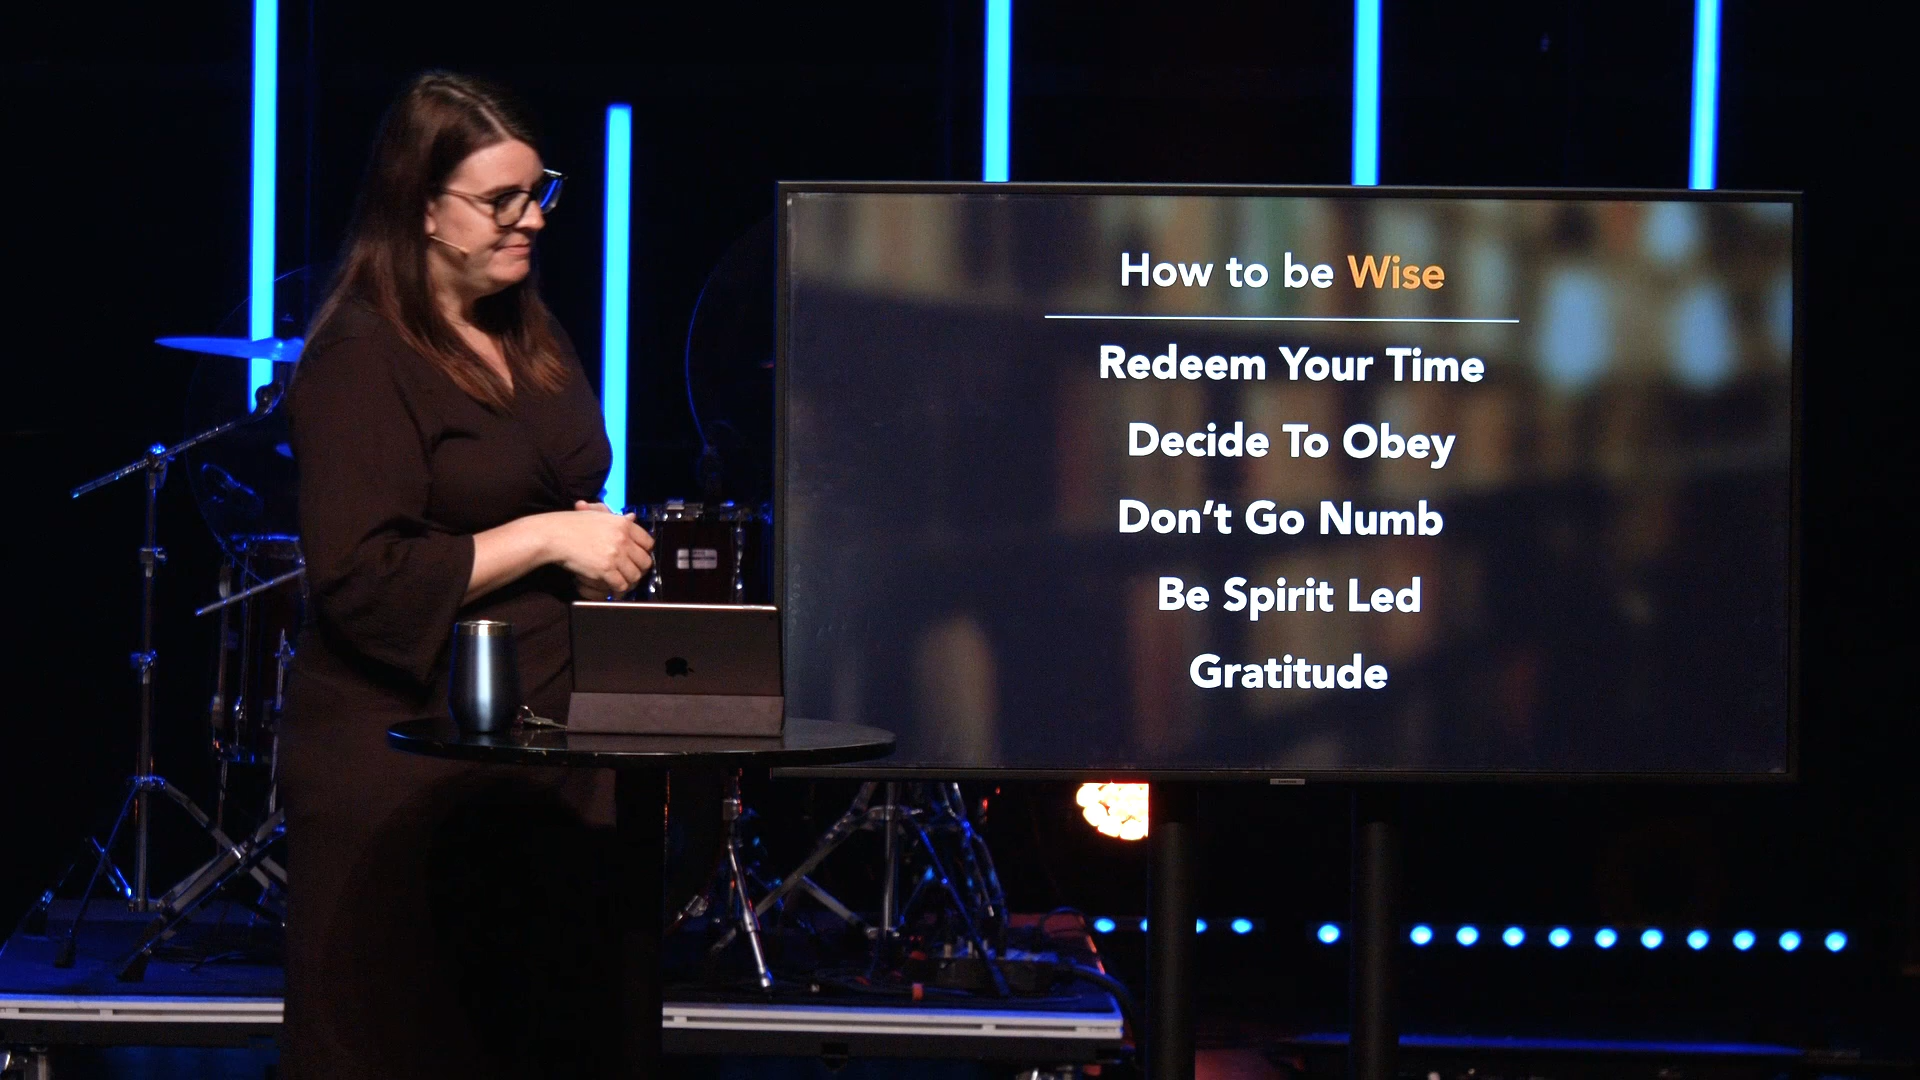 How to be Wise
Redeem Your Time
Decide To Obey
Don't Go Numb
Be Spirit Led
Gratitude